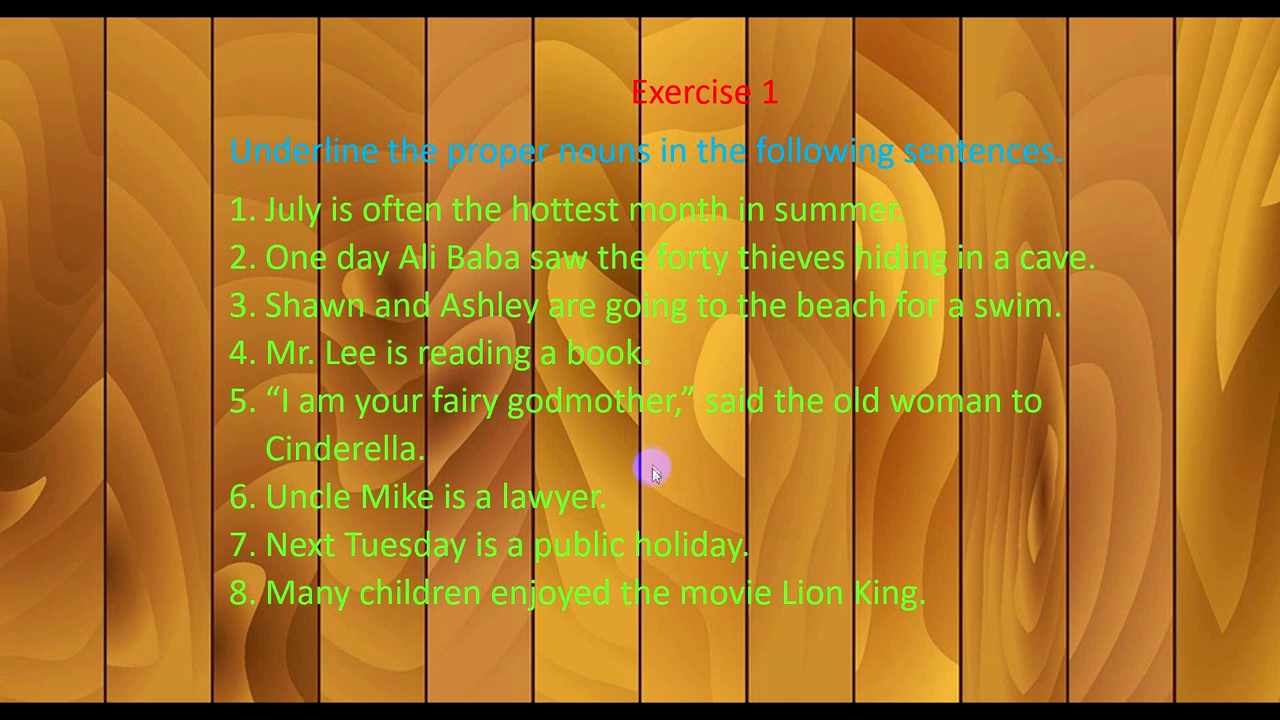 Exercise 1
Underline the proper nouns in the following sentences.
1. July is often the hottest month in summer.
2. One day Ali Baba saw the forty thieves hiding in a cave.
3. Shawn and Ashley are going to the beach for a swim.
4. Mr. Lee is reading a book.
5. “I am your fairy godmother,” said the old woman to
Cinderella.
6. Uncle Mike is a lawyer.
7. Next Tuesday is a public holiday.
8. Many children enjoyed the movie Lion King.